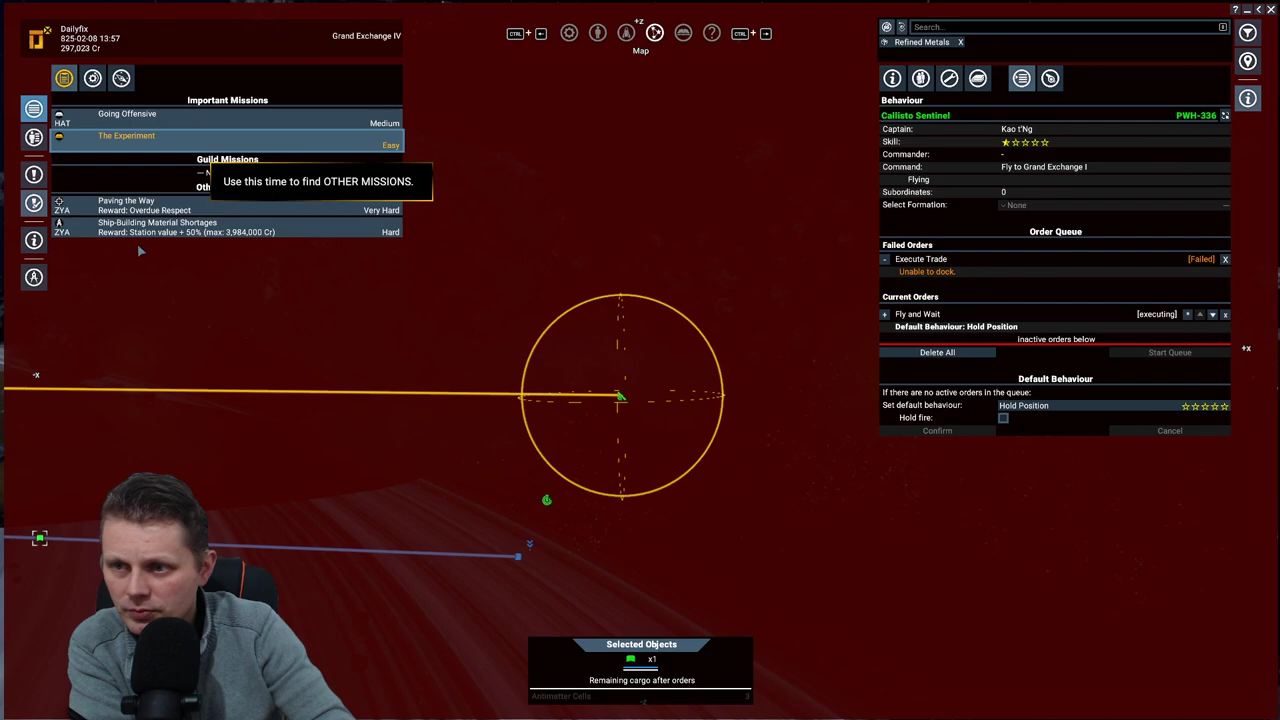 Dailyfix
825-02-08 13:57
297,023 Cr
Grand Exchange IV
Important Missions
Going Offensive
HAT Medium
The Experiment
Easy
Guild Missions
Use this time to find OTHER MISSIONS.
Paving the Way
ZYA Reward: Overdue Respect Very Hard
Ship-Building Material Shortages
ZYA Reward: Station value + 50% (max: 3,984,000 Cr) Hard
+z
CTRL + CTRL +
Map
-x
+x
-z
Selected Objects
x1
Remaining cargo after orders
Antimatter Cells 3
Search...
Refined Metals X
Behaviour
Callisto Sentinel PWH-336
Captain: Kao t'Ng
Skill:
Commander: -
Command: Fly to Grand Exchange I
Flying
Subordinates: 0
Select Formation: None
Order Queue
Failed Orders
- Execute Trade [Failed] X
Unable to dock.
Current Orders
+ Fly and Wait [executing] x
Default Behaviour: Hold Position
Inactive orders below
Delete All Start Queue
Default Behaviour
If there are no active orders in the queue:
Set default behaviour: Hold Position
Hold fire:
Confirm Cancel